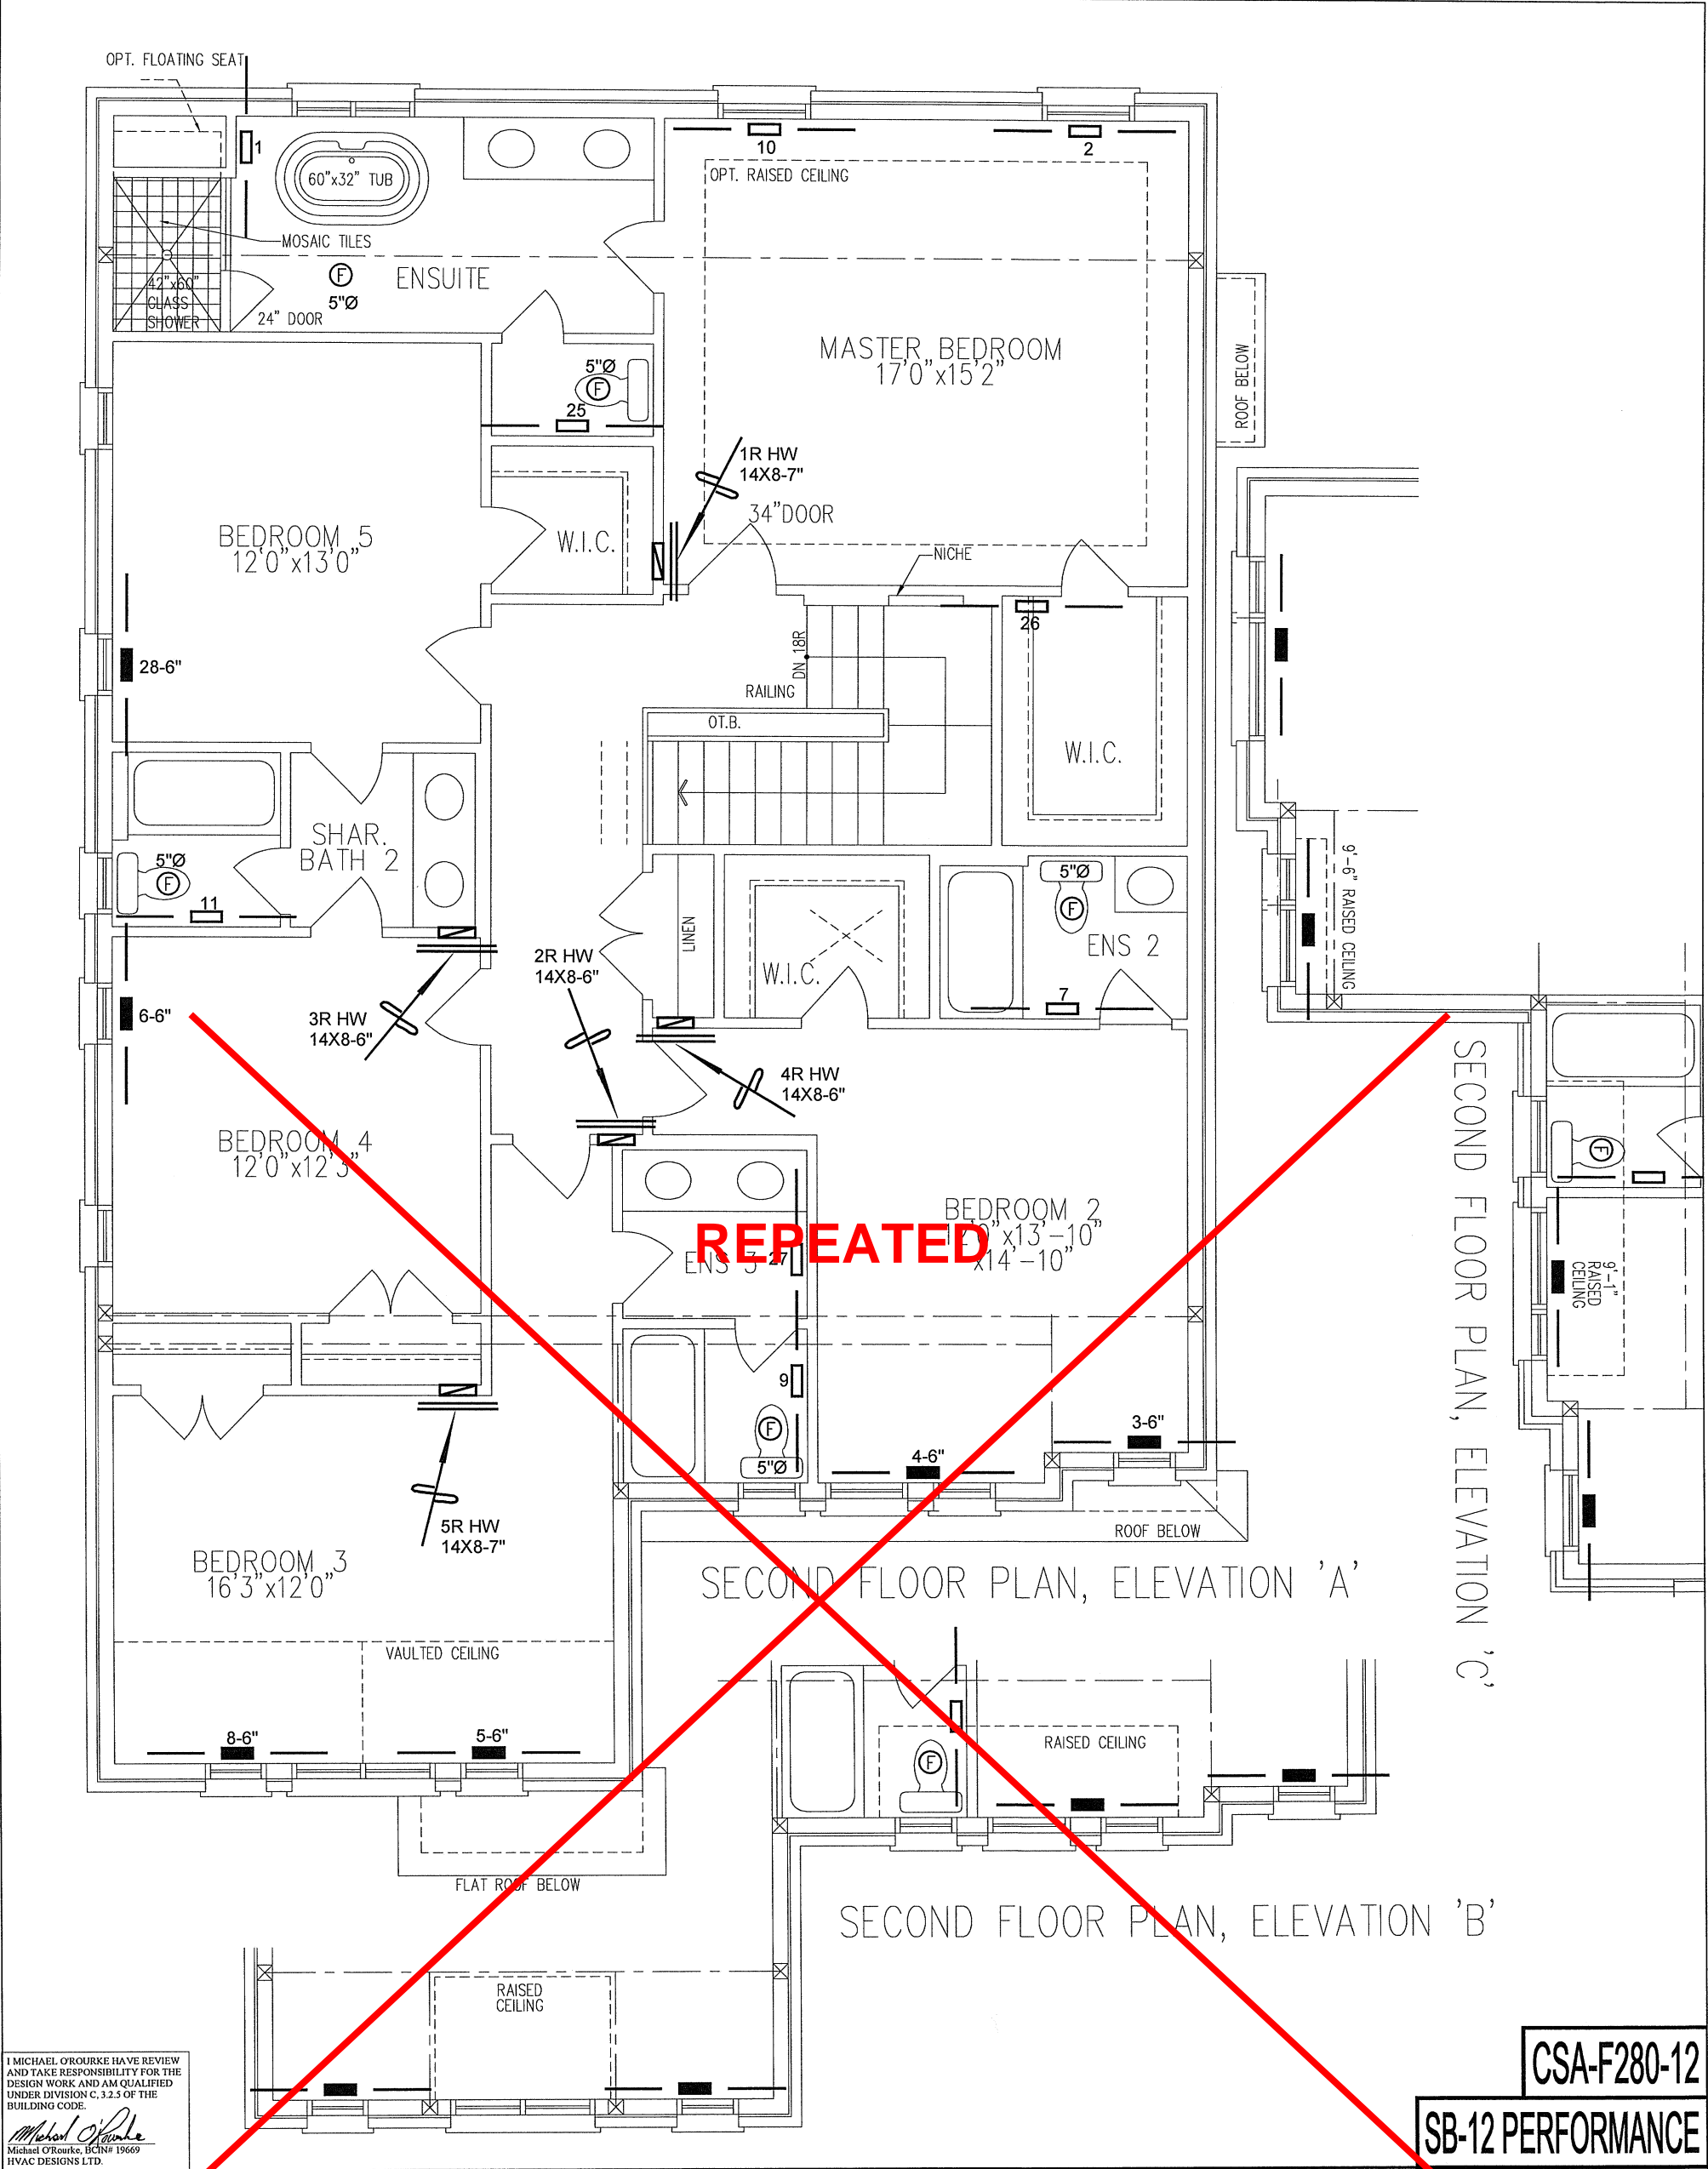 OPT. FLOATING SEAT
1
60"x32" TUB
10
2
OPT. RAISED CEILING
MOSAIC TILES
F
5"Ø
ENSUITE
42"x60"
GLASS
SHOWER
24" DOOR
MASTER BEDROOM
17'0"x15'2"
ROOF BELOW
5"Ø
F
25
1R HW
14X8-7"
34"DOOR
BEDROOM 5
12'0"x13'0"
W.I.C.
NICHE
26
28-6"
DN 18R
RAILING
OT.B.
W.I.C.
SHAR.
BATH 2
5"Ø
F
11
LINEN
W.I.C.
5"Ø
F
ENS 2
7
9'-6" RAISED CEILING
2R HW
14X8-6"
6-6"
3R HW
14X8-6"
4R HW
14X8-6"
BEDROOM 4
12'0"x12'3"
F
BEDROOM 2
12'0"x13'-10"
x14'-10"
REPEATED
ENS 3
27
9'-1"
RAISED
CEILING
SECOND FLOOR PLAN, ELEVATION 'C'
9
F
5"Ø
4-6"
3-6"
5R HW
14X8-7"
ROOF BELOW
BEDROOM 3
16'3"x12'0"
SECOND FLOOR PLAN, ELEVATION 'A'
VAULTED CEILING
8-6"
5-6"
F
RAISED CEILING
FLAT ROOF BELOW
SECOND FLOOR PLAN, ELEVATION 'B'
RAISED
CEILING
I MICHAEL O'ROURKE HAVE REVIEW
AND TAKE RESPONSIBILITY FOR THE
DESIGN WORK AND AM QUALIFIED
UNDER DIVISION C, 3.2.5 OF THE
BUILDING CODE.
Michael O'Rourke
Michael O'Rourke, BCIN# 19669
HVAC DESIGNS LTD.
CSA-F280-12
SB-12 PERFORMANCE